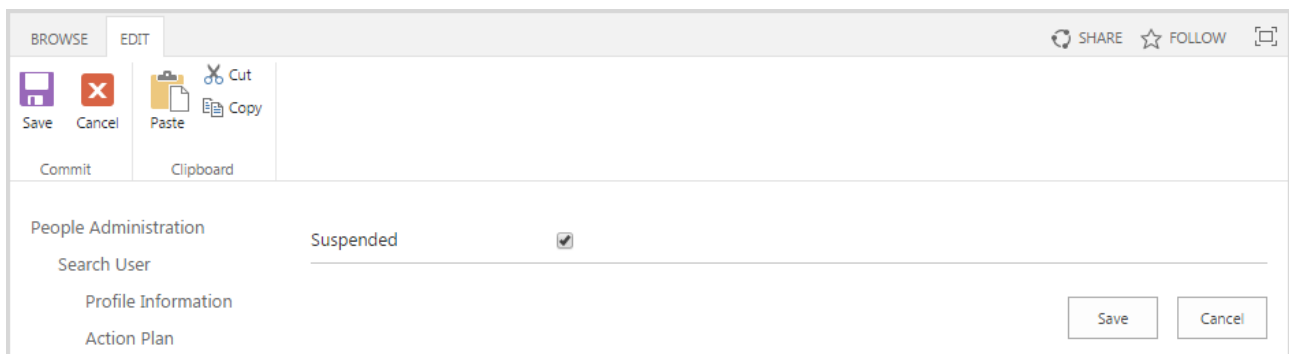 BROWSE EDIT SHARE FOLLOW
Cut
Copy
Save Cancel Paste
Commit Clipboard
People Administration
Suspended
Search User
Profile Information
Save Cancel
Action Plan